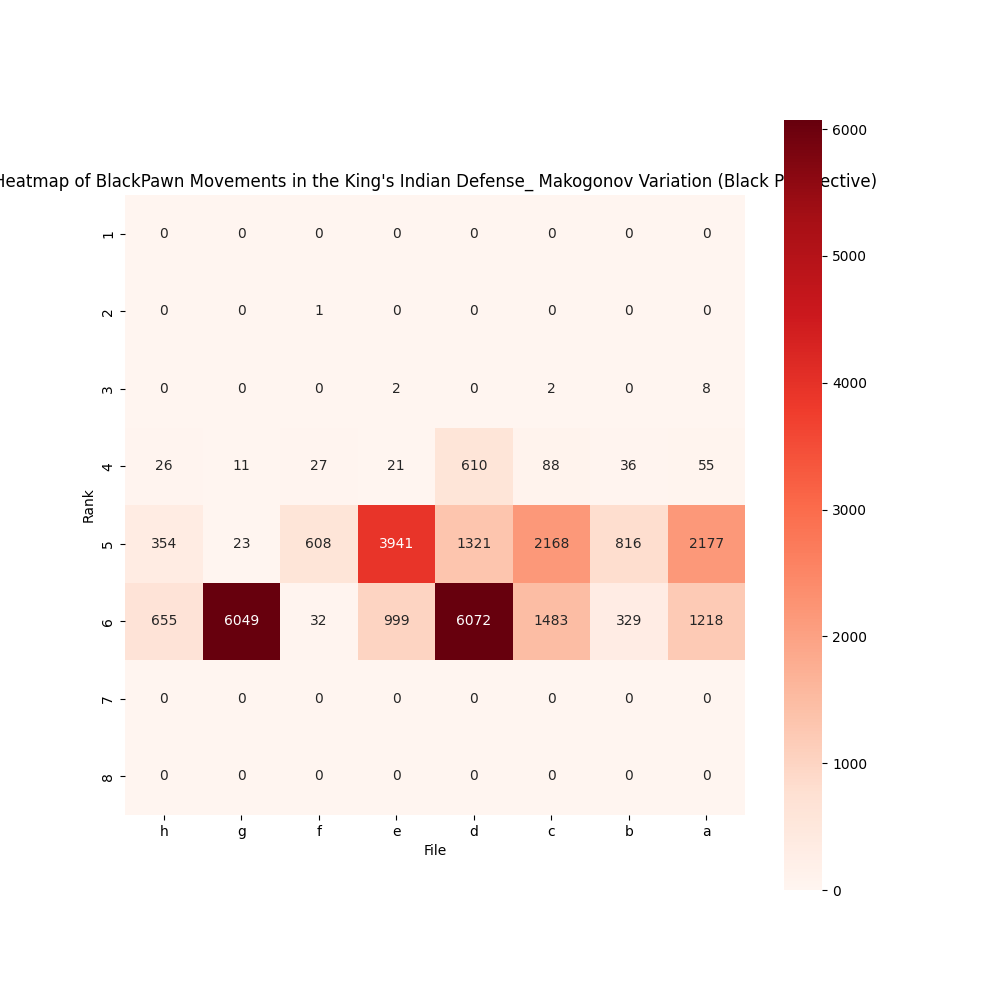 Heatmap of BlackPawn Movements in the King's Indian Defense_ Makogonov Variation (Black P ective)
1 0 0 0 0 0 0 0 0
2 0 0 1 0 0 0 0 0
3 0 0 0 2 0 2 0 8
4 26 11 27 21 610 88 36 55
5 354 23 608 3941 1321 2168 816 2177
6 655 6049 32 999 6072 1483 329 1218
7 0 0 0 0 0 0 0 0
8 0 0 0 0 0 0 0 0
h g f e d c b a
File
Rank
6000
5000
4000
3000
2000
1000
0